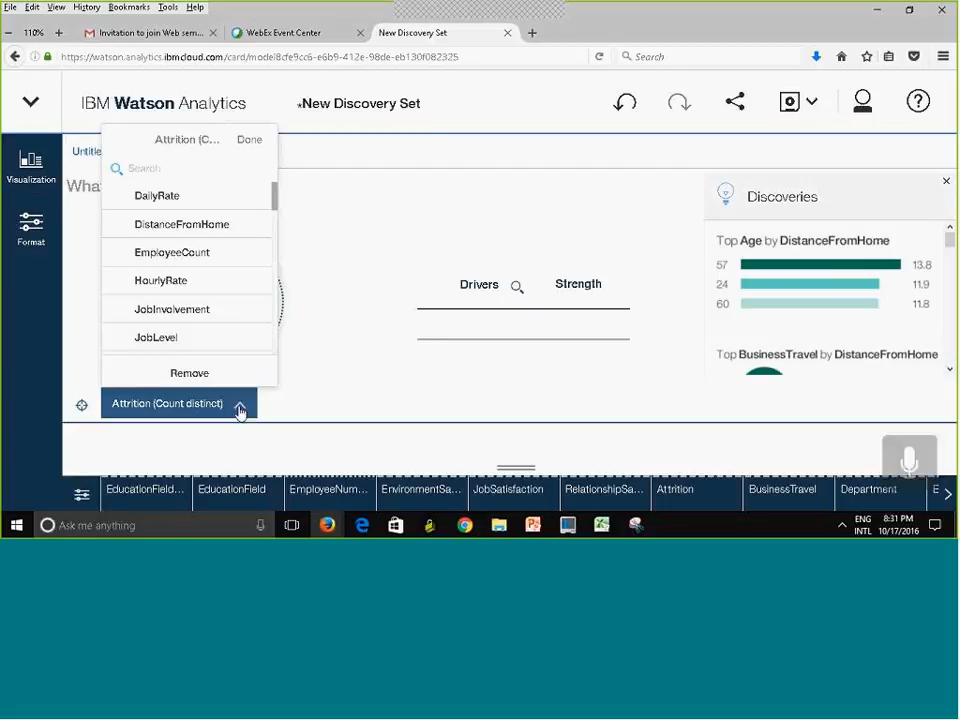 File Edit View History Bookmarks Tools Help
110% Invitation to join Web sem... WebEx Event Center New Discovery Set
https://watson.analytics.ibmcloud.com/card/model8cfe9cc6-e6b9-412e-98de-eb130f082325 Search
IBM Watson Analytics *New Discovery Set
Visualization
Format
Untitle
Wha
Attrition (C... Done
Search
DailyRate
DistanceFromHome
EmployeeCount
HourlyRate
JobInvolvement
JobLevel
Remove
Attrition (Count distinct)
Drivers Strength
Discoveries
Top Age by DistanceFromHome
57 13.8
24 11.9
60 11.8
Top BusinessTravel by DistanceFromHome
EducationField... EducationField EmployeeNum... EnvironmentSa... JobSatisfaction RelationshipSa... Attrition BusinessTravel Department E
Ask me anything
ENG 8:31 PM
INTL 10/17/2016